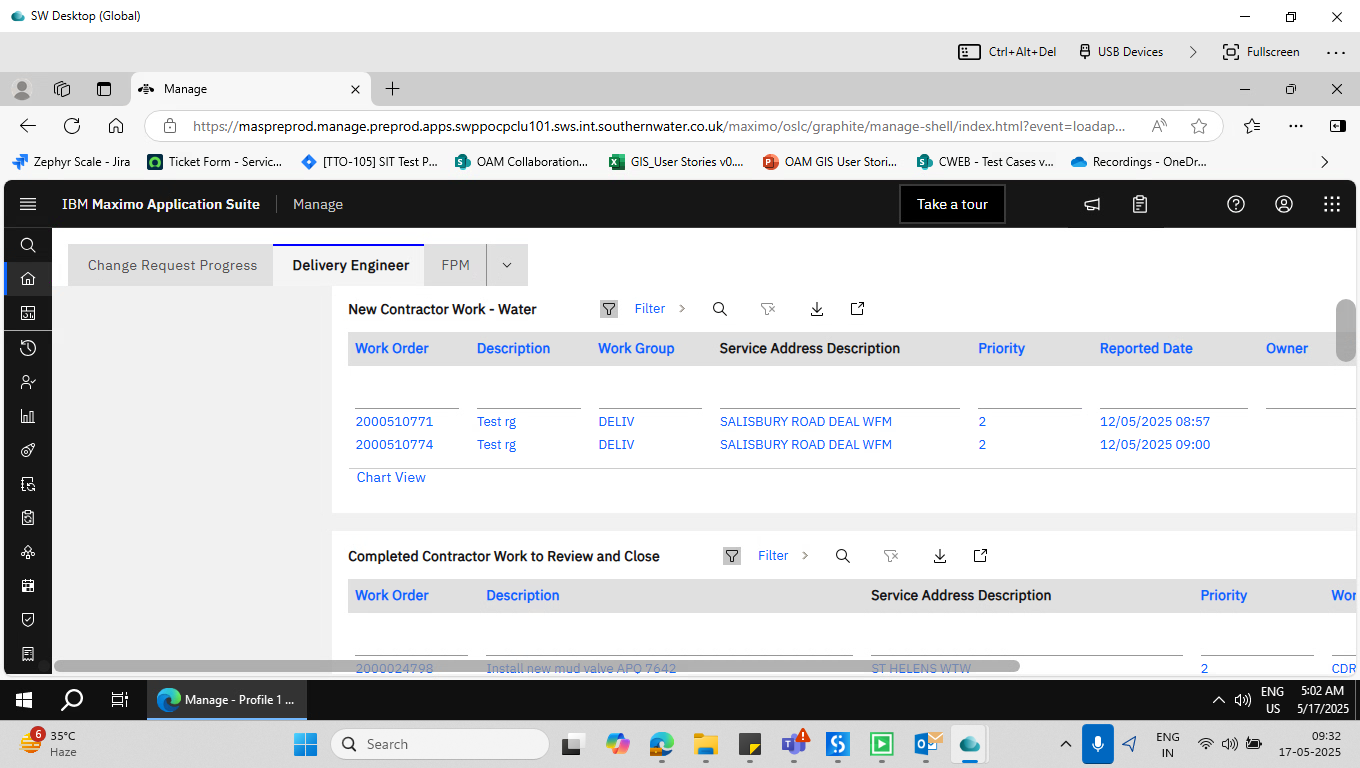 SW Desktop (Global)
Ctrl+Alt+Del USB Devices Fullscreen
Manage
https://maspreprod.manage.preprod.apps.swppocpclu101.sws.int.southernwater.co.uk/maximo/oslc/graphite/manage-shell/index.html?event=loadap...
Zephyr Scale - Jira Ticket Form - Servic... [TTO-105] SIT Test P... OAM Collaboration... GIS_User Stories v0.... OAM GIS User Stori... CWEB - Test Cases v... Recordings - OneDr...
IBM Maximo Application Suite Manage Take a tour
Change Request Progress Delivery Engineer FPM
New Contractor Work - Water Filter
Work Order Description Work Group Service Address Description Priority Reported Date Owner
2000510771 Test rg DELIV SALISBURY ROAD DEAL WFM 2 12/05/2025 08:57
2000510774 Test rg DELIV SALISBURY ROAD DEAL WFM 2 12/05/2025 09:00
Chart View
Completed Contractor Work to Review and Close Filter
Work Order Description Service Address Description Priority Wor
2000024798 Install new mud valve APQ 7642 ST HELENS WTW 2 CDR
Manage - Profile 1 ... ENG 5:02 AM
US 5/17/2025
6 35°C Search ENG 09:32
Haze IN 17-05-2025